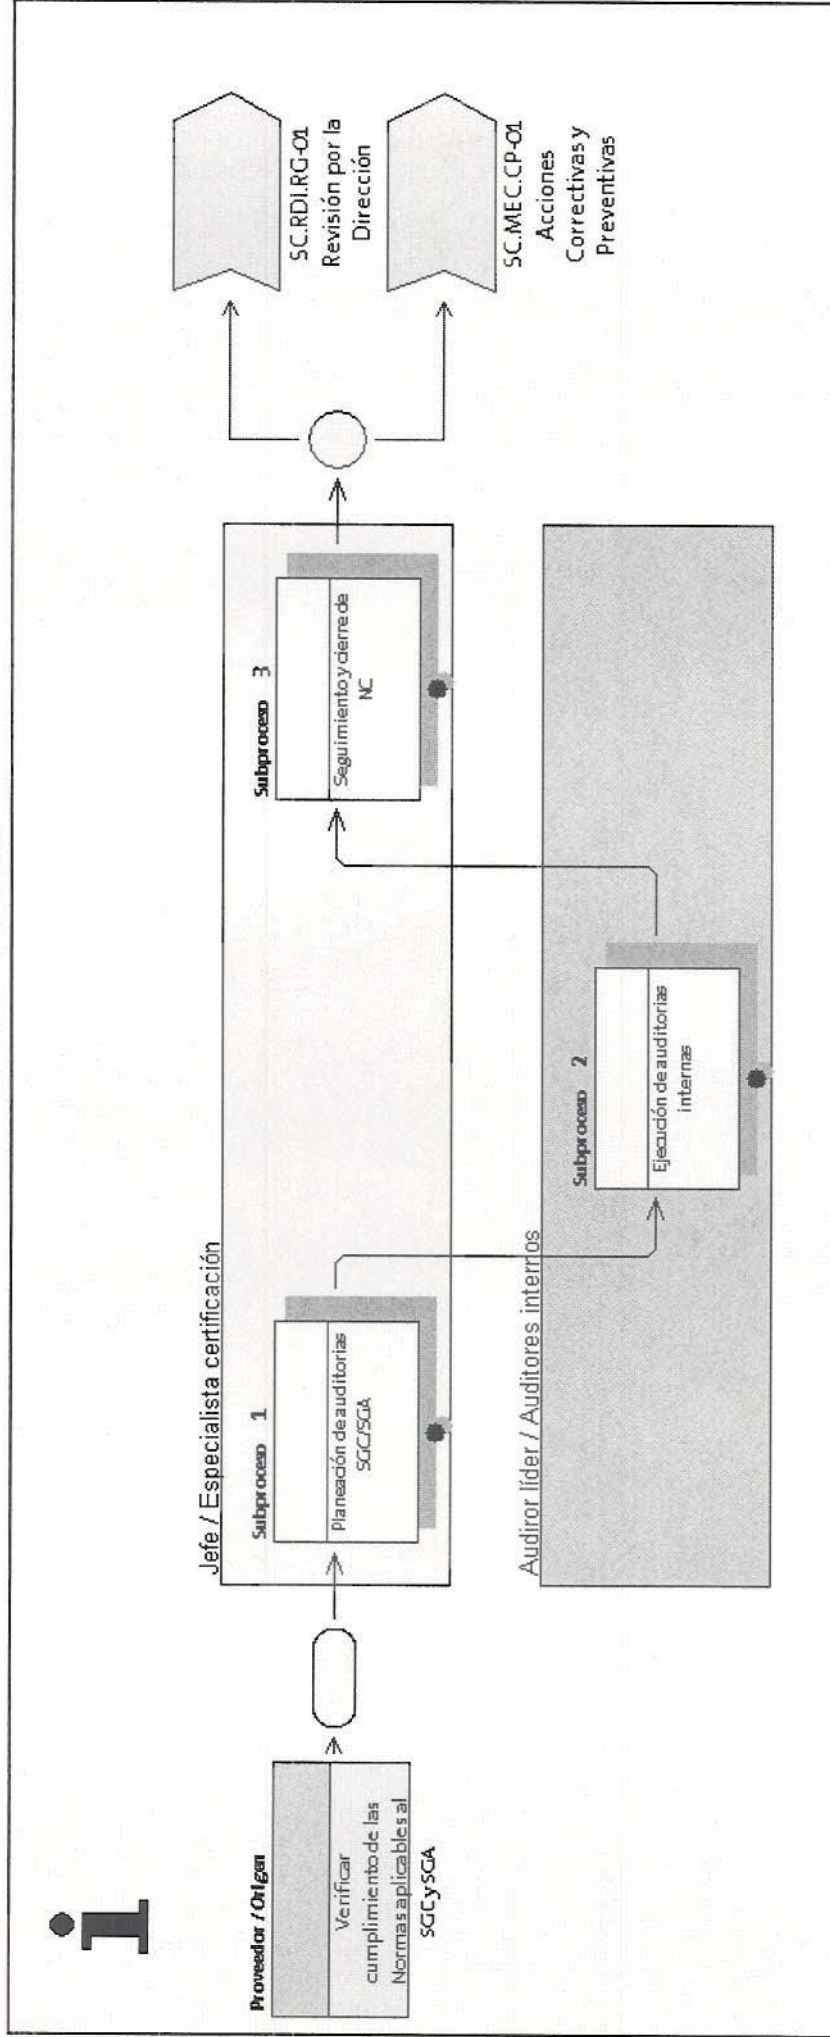 i
Proveedor / Origen
Verificar
cumplimiento de las
Normas aplicables al
SGC y SGA
Jefe / Especialista certificación
Subproceso 1
Planeación de auditorias
SGC/SGA
Audiror líder / Auditores internos
Subproceso 2
Ejecución de auditorias
internas
Subproceso 3
Seguimiento y cierre de
NC
SC.RDI.RG-01
Revisión por la
Dirección
SC.MEC.CP-01
Acciones
Correctivas y
Preventivas